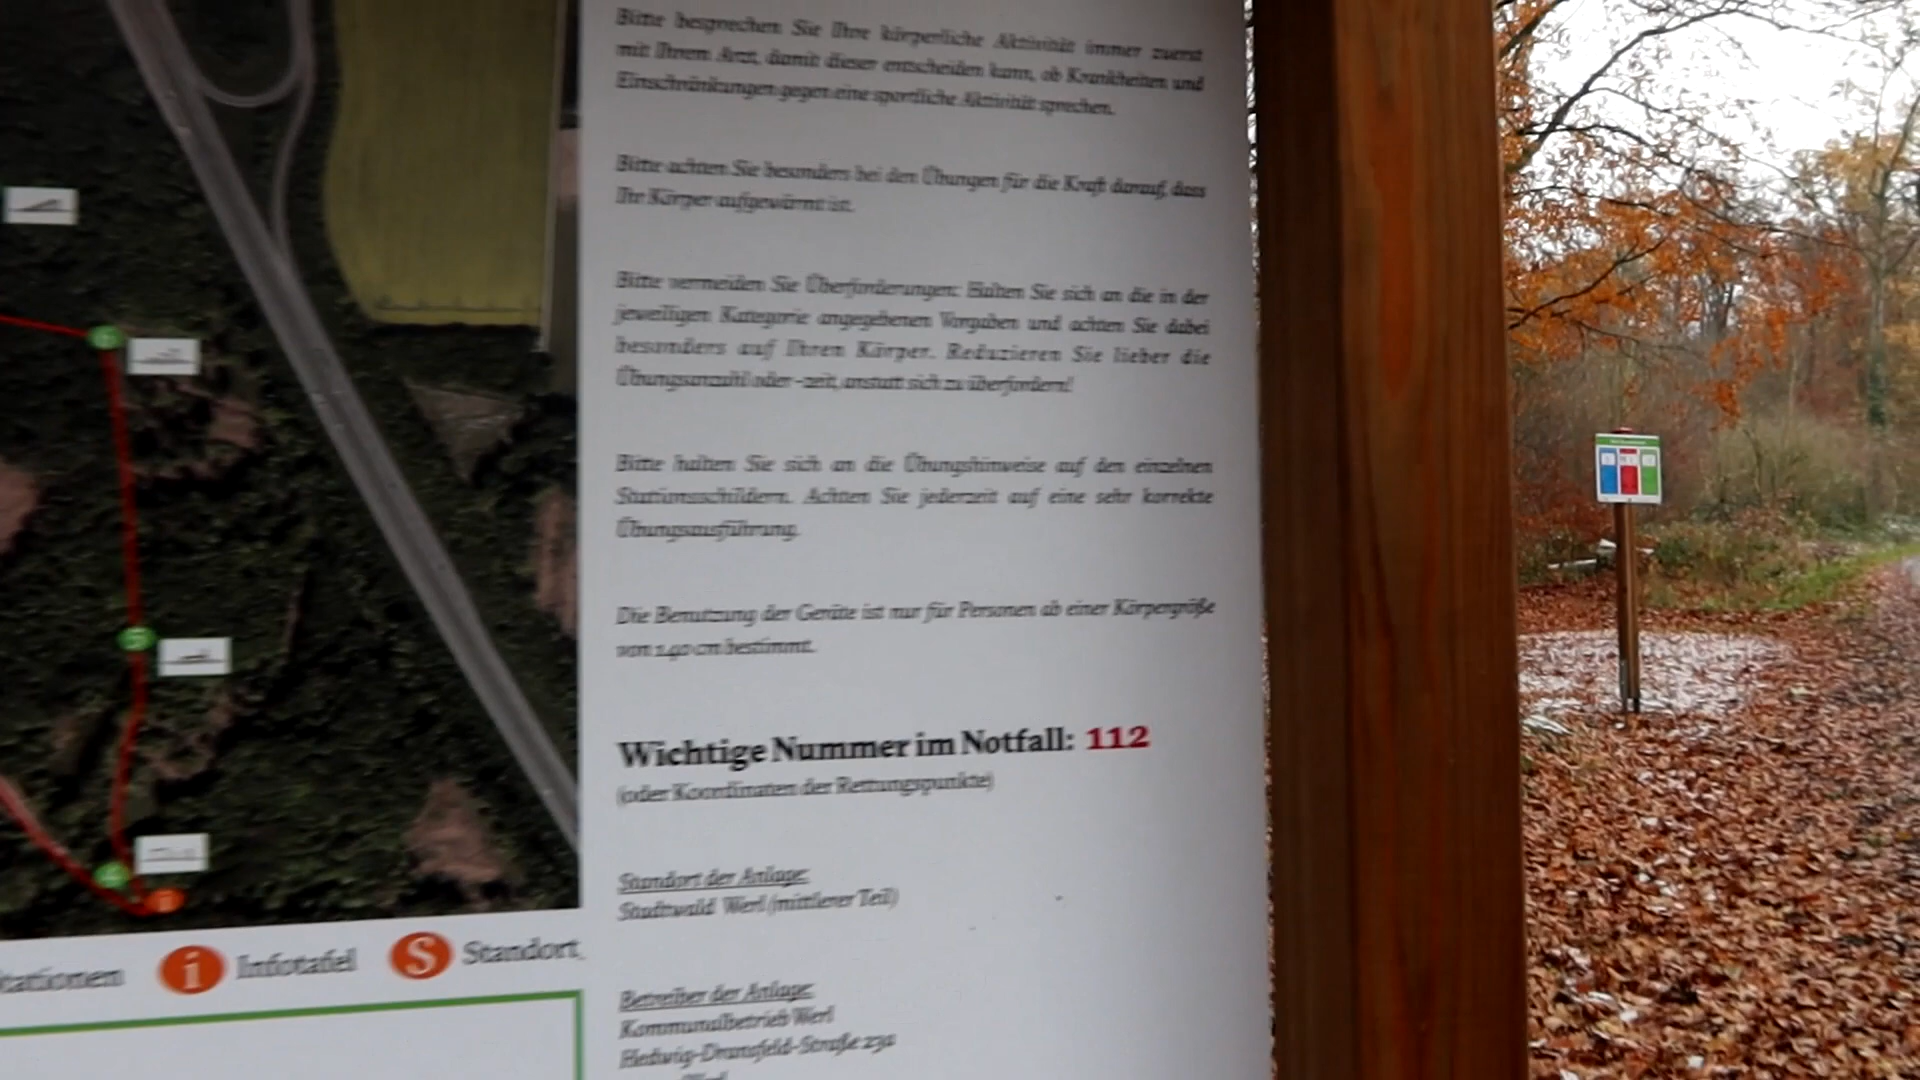 Bitte besprechen Sie Ihre körperliche Aktivität immer zuerst
mit Ihrem Arzt, damit dieser entscheiden kann, ob Krankheiten und
Einschränkungen gegen eine sportliche Aktivität sprechen.
Bitte achten Sie besonders bei den Übungen für die Kraft darauf, dass
Ihr Körper aufgewärmt ist.
Bitte vermeiden Sie Überforderungen: Halten Sie sich an die in der
jeweiligen Kategorie angegebenen Vorgaben und achten Sie dabei
besonders auf Ihren Körper. Reduzieren Sie lieber die
Übungsanzahl oder -zeit, anstatt sich zu überfordern!
Bitte halten Sie sich an die Übungshinweise auf den einzelnen
Stationsschildern. Achten Sie jederzeit auf eine sehr korrekte
Übungsausführung.
Die Benutzung der Geräte ist nur für Personen ab einer Körpergröße
von 1.40 cm bestimmt.
Wichtige Nummer im Notfall: 112
(oder Koordinaten der Rettungspunkte)
Standort der Anlage:
Stadtwald Werl (mittlerer Teil)
Betreiber der Anlage:
Kommunalbetrieb Werl
Hedwig-Dransfeld-Straße 23a
Werl
tationen i Infotafel S Standort